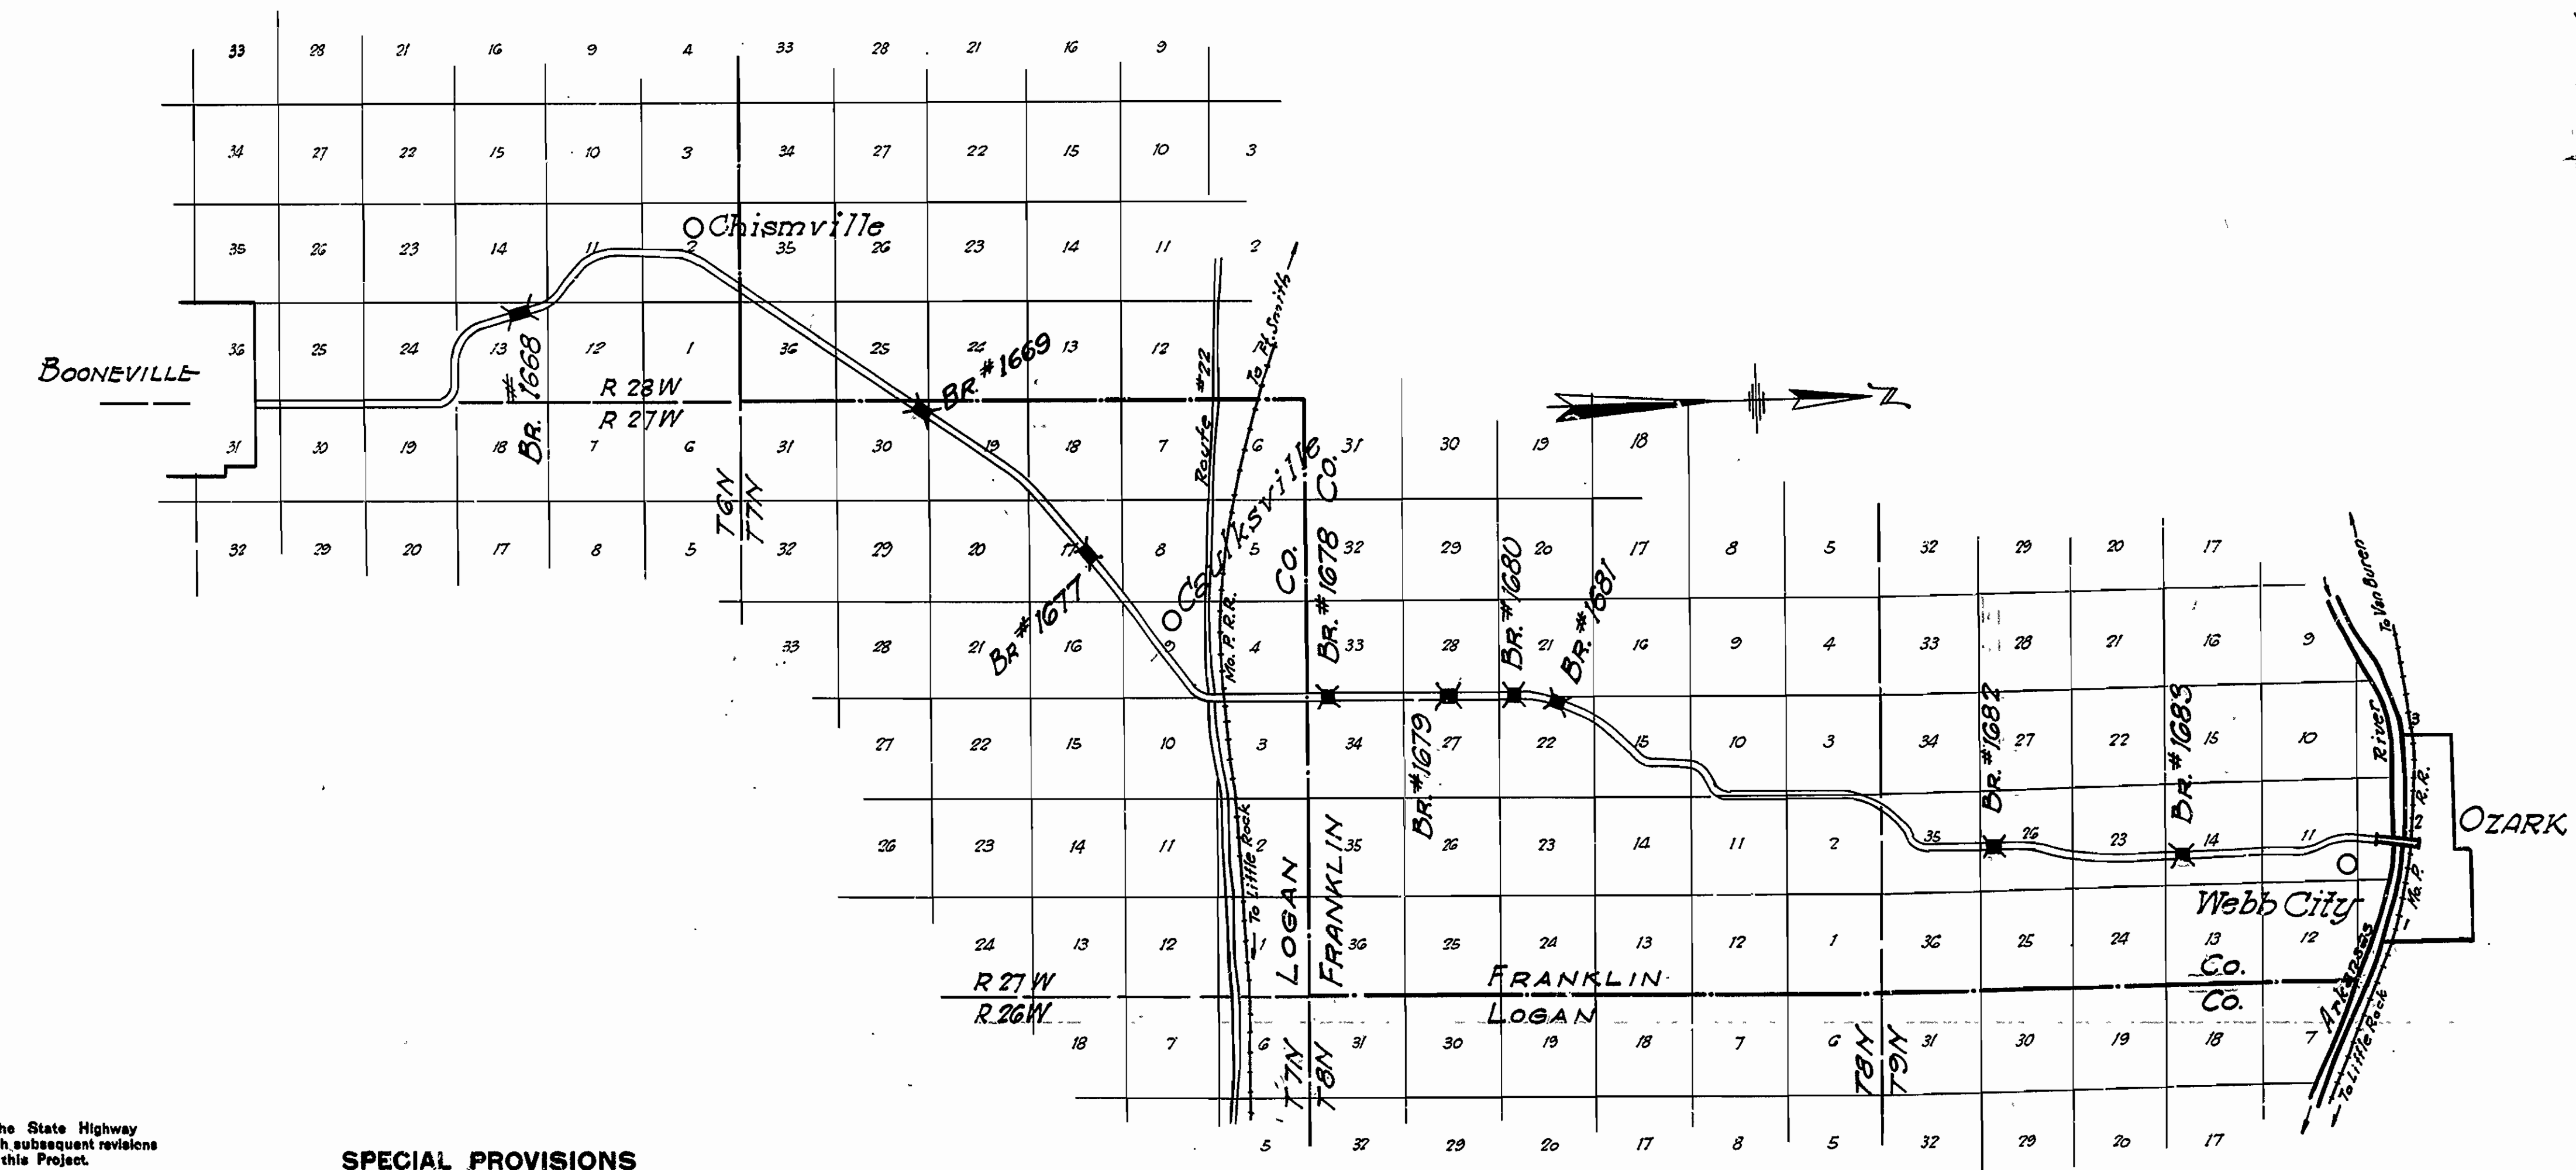 33 28 21 16 9 4 33 28 21 16 9
34 27 22 15 10 3 34 27 22 15 10 3
Chismville
35 26 23 14 11 2 35 26 23 14 11 2
To Ft. Smith
36 25 24 13 12 1 36 25 24 13 12
BOONEVILLE
BR. #1668
R 28W
R 27W
BR. #1669
Route #22
Z
31 30 19 18 7 6 31 30 19 18 7 6 31 30 19 18
T6N
T7N
Caulksville
CO.
CO.
32 29 20 17 8 5 32 29 20 17 8 5 32 29 20 17 8 5 32 29 20 17
BR #1677
Mo. P. R.R.
BR. #1678
BR. #1680
BR. #1681
To Van Buren
33 28 21 16 9 4 33 28 21 16 9 4 33 28 21 16 9
BR. #1679
BR. #1682
BR. #1683
River
27 22 15 10 3 34 27 22 15 10 3 34 27 22 15 10 3
Mo. P. R.R.
OZARK
To Little Rock
26 23 14 11 2 35 26 23 14 11 2 35 26 23 14 11 2
Webb City
LOGAN
FRANKLIN
24 13 12 1 36 25 24 13 12 1 36 25 24 13 12
R 27W
R 26W
FRANKLIN
LOGAN
Co.
Co.
Arkansas
To Little Rock
18 7 6 31 30 19 18 7 6 31 30 19 18 7
T7N
T8N
T8N
T9N
5 32 29 20 17 8 5 32 29 20 17
he State Highway
h subsequent revisions
this Project.
SPECIAL PROVISIONS